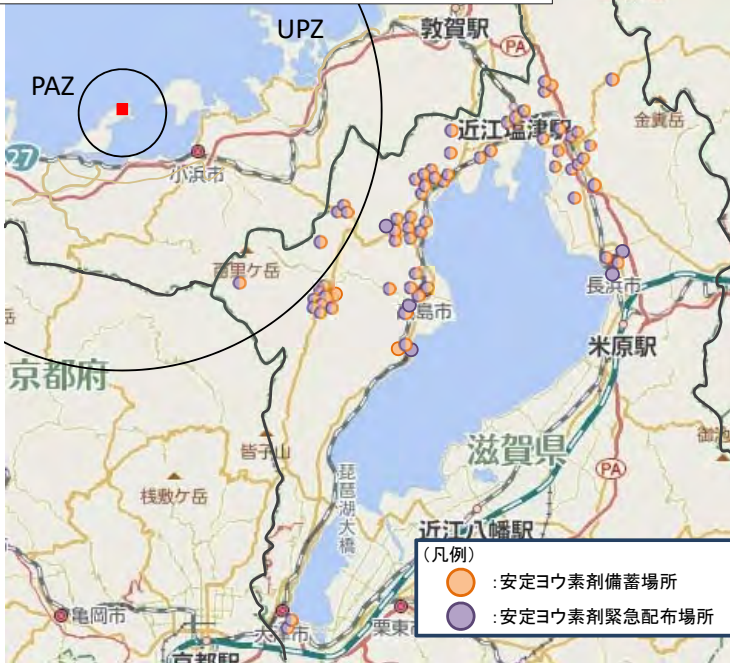 UPZ
敦賀駅
PA
PAZ
近江塩津駅
金糞岳
27
小浜市
百里ケ岳
長浜市
島市
米原駅
京都府
皆子山
滋賀県
御池
桟敷ケ岳
琵琶湖大橋
PA
近江八幡駅
(凡例)
:安定ヨウ素剤備蓄場所
:安定ヨウ素剤緊急配布場所
亀岡市
大津市
栗東
京都駅